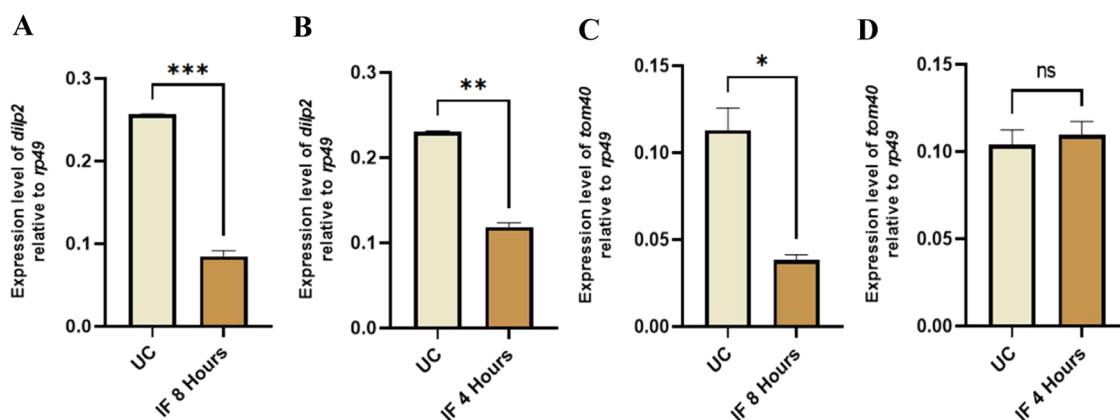 A
Expression level of dilp2
relative to rp49
0.3
0.2
0.1
0.0
***
UC
IF 8 Hours
B
Expression level of dilp2
relative to rp49
0.3
0.2
0.1
0.0
**
UC
IF 4 Hours
C
Expression level of tom40
relative to rp49
0.15
0.10
0.05
0.00
*
UC
IF 8 Hours
D
Expression level of tom40
relative to rp49
0.15
0.10
0.05
0.00
ns
UC
IF 4 Hours